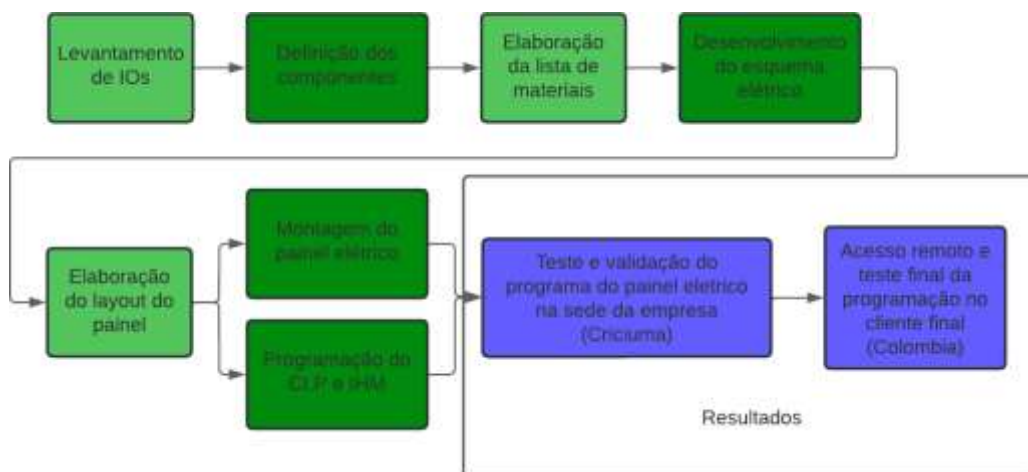 Levantamento
de IOs
Definição dos
componentes
Elaboração
da lista de
materiais
Desenvolvimento
do esquema
elétrico
Elaboração
do layout do
painel
Montagem do
painel elétrico
Programação do
CLP e IHM
Teste e validação do
programa do painel eletrico
na sede da empresa
(Criciuma)
Acesso remoto e
teste final da
programação no
cliente final
(Colombia)
Resultados